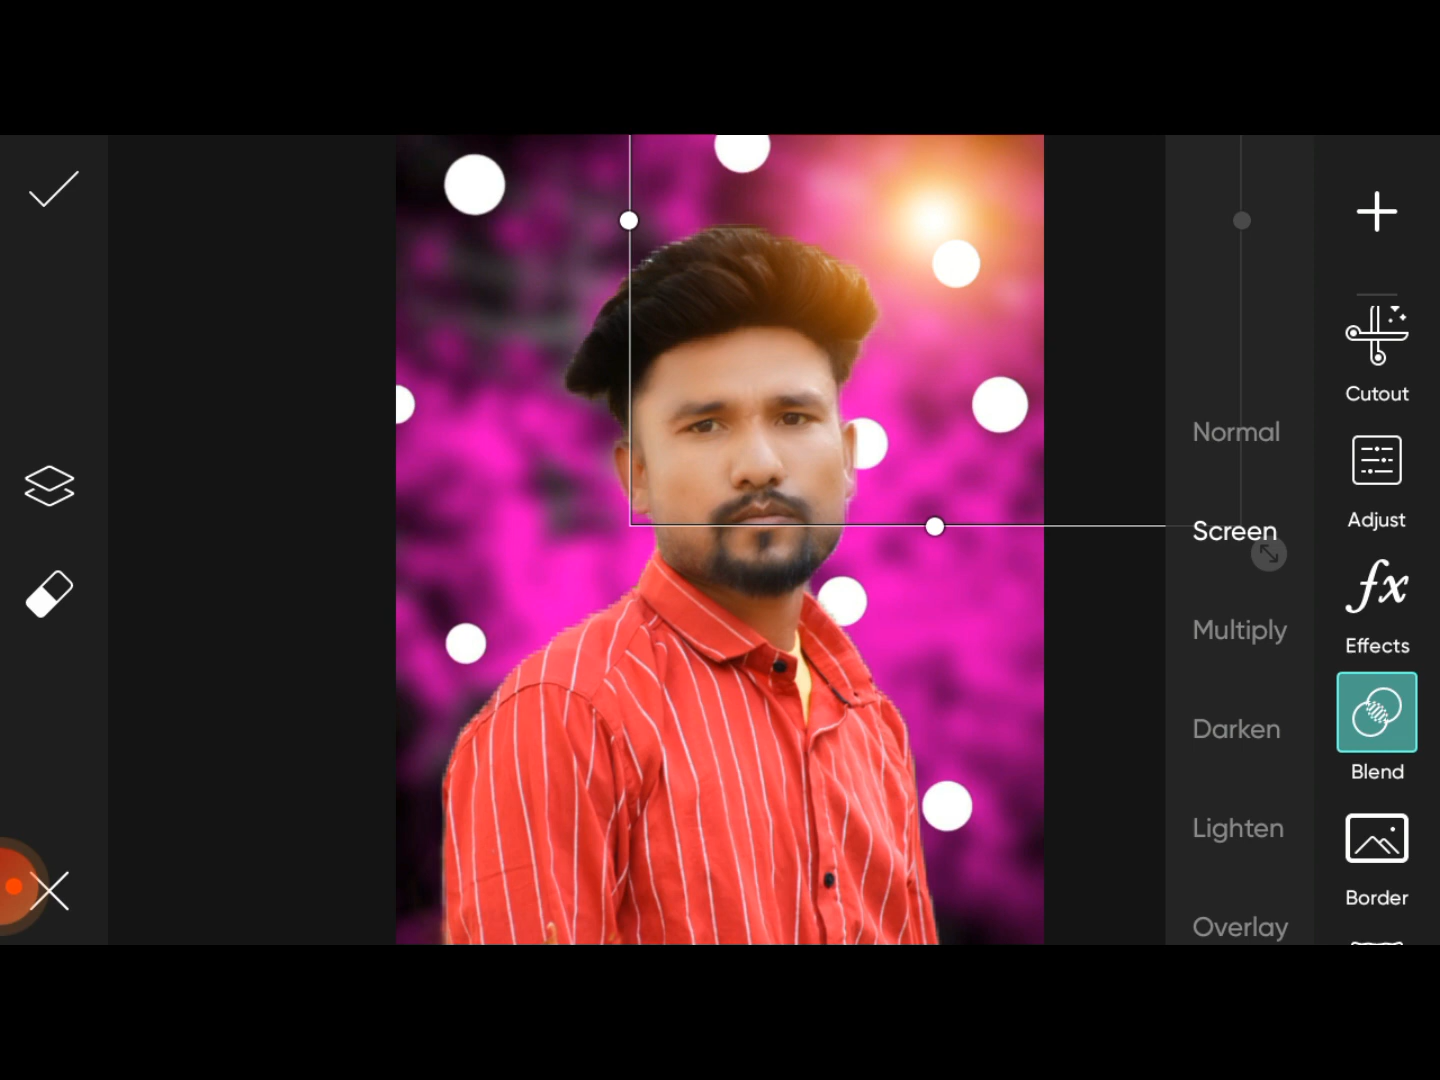 Normal
Screen
Multiply
Darken
Lighten
Overlay
Cutout
Adjust
fx
Effects
Blend
Border